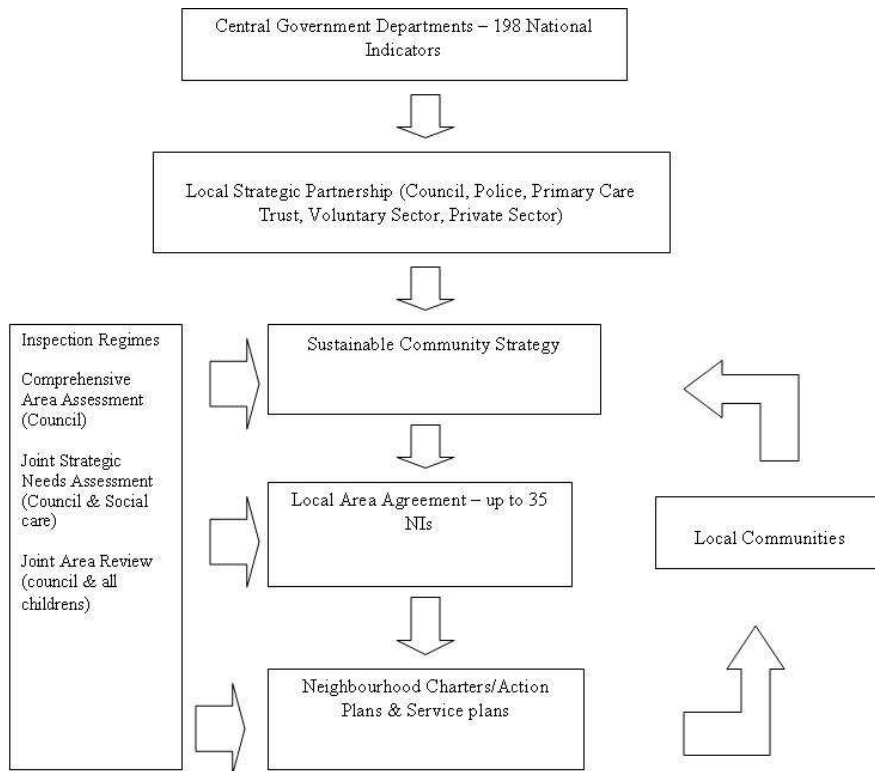 Central Government Departments – 198 National
Indicators
Local Strategic Partnership (Council, Police, Primary Care
Trust, Voluntary Sector, Private Sector)
Inspection Regimes
Comprehensive
Area Assessment
(Council)
Joint Strategic
Needs Assessment
(Council & Social
care)
Joint Area Review
(council & all
childrens)
Sustainable Community Strategy
Local Area Agreement – up to 35
NIs
Local Communities
Neighbourhood Charters/Action
Plans & Service plans